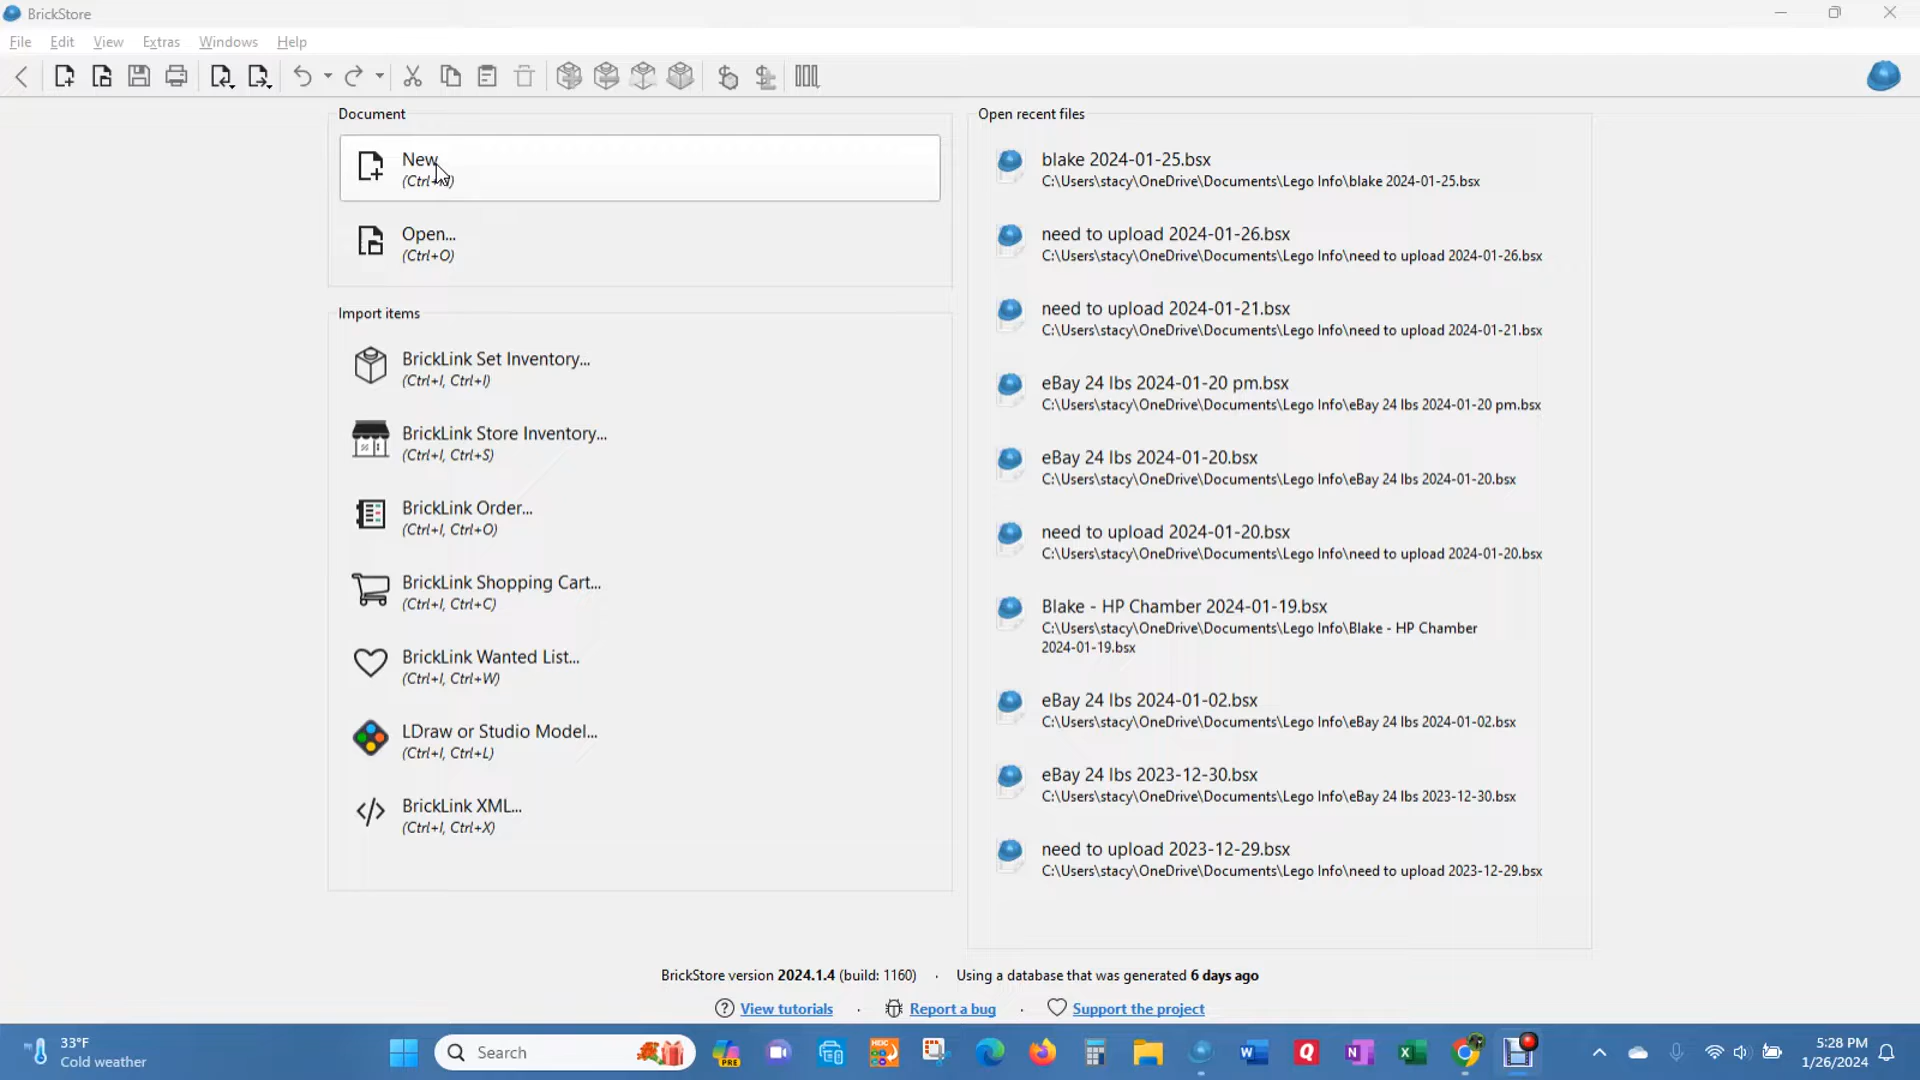 BrickStore
File Edit View Extras Windows Help
Document
New
(Ctrl+N)
Open...
(Ctrl+O)
Import items
BrickLink Set Inventory...
(Ctrl+I, Ctrl+I)
BrickLink Store Inventory...
(Ctrl+I, Ctrl+S)
BrickLink Order...
(Ctrl+I, Ctrl+O)
BrickLink Shopping Cart...
(Ctrl+I, Ctrl+C)
BrickLink Wanted List...
(Ctrl+I, Ctrl+W)
LDraw or Studio Model...
(Ctrl+I, Ctrl+L)
BrickLink XML...
(Ctrl+I, Ctrl+X)
Open recent files
blake 2024-01-25.bsx
C:\Users\stacy\OneDrive\Documents\Lego Info\blake 2024-01-25.bsx
need to upload 2024-01-26.bsx
C:\Users\stacy\OneDrive\Documents\Lego Info\need to upload 2024-01-26.bsx
need to upload 2024-01-21.bsx
C:\Users\stacy\OneDrive\Documents\Lego Info\need to upload 2024-01-21.bsx
eBay 24 lbs 2024-01-20 pm.bsx
C:\Users\stacy\OneDrive\Documents\Lego Info\eBay 24 lbs 2024-01-20 pm.bsx
eBay 24 lbs 2024-01-20.bsx
C:\Users\stacy\OneDrive\Documents\Lego Info\eBay 24 lbs 2024-01-20.bsx
need to upload 2024-01-20.bsx
C:\Users\stacy\OneDrive\Documents\Lego Info\need to upload 2024-01-20.bsx
Blake - HP Chamber 2024-01-19.bsx
C:\Users\stacy\OneDrive\Documents\Lego Info\Blake - HP Chamber
2024-01-19.bsx
eBay 24 lbs 2024-01-02.bsx
C:\Users\stacy\OneDrive\Documents\Lego Info\eBay 24 lbs 2024-01-02.bsx
eBay 24 lbs 2023-12-30.bsx
C:\Users\stacy\OneDrive\Documents\Lego Info\eBay 24 lbs 2023-12-30.bsx
need to upload 2023-12-29.bsx
C:\Users\stacy\OneDrive\Documents\Lego Info\need to upload 2023-12-29.bsx
BrickStore version 2024.1.4 (build: 1160) · Using a database that was generated 6 days ago
View tutorials · Report a bug · Support the project
33°F
Cold weather
Search
PRE
5:28 PM
1/26/2024